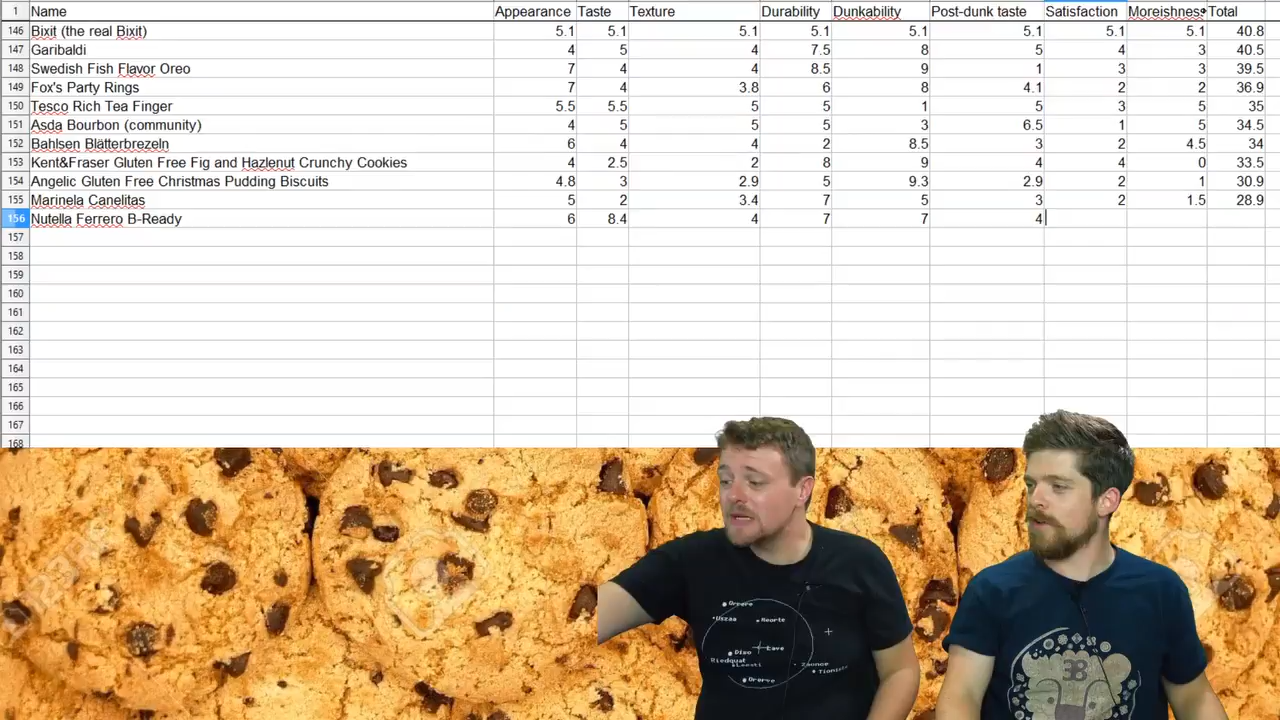 1 Name Appearance Taste Texture Durability Dunkability Post-dunk taste Satisfaction Moreishness Total
146 Bixit (the real Bixit) 5.1 5.1 5.1 5.1 5.1 5.1 5.1 5.1 40.8
147 Garibaldi 4 5 4 7.5 8 5 4 3 40.5
148 Swedish Fish Flavor Oreo 7 4 4 8.5 9 1 3 3 39.5
149 Fox's Party Rings 7 4 3.8 6 8 4.1 2 2 36.9
150 Tesco Rich Tea Finger 5.5 5.5 5 5 1 5 3 5 35
151 Asda Bourbon (community) 4 5 5 5 3 6.5 1 5 34.5
152 Bahlsen Blätterbrezeln 6 4 4 2 8.5 3 2 4.5 34
153 Kent&Fraser Gluten Free Fig and Hazlenut Crunchy Cookies 4 2.5 2 8 9 4 4 0 33.5
154 Angelic Gluten Free Christmas Pudding Biscuits 4.8 3 2.9 5 9.3 2.9 2 1 30.9
155 Marinela Canelitas 5 2 3.4 7 5 3 2 1.5 28.9
156 Nutella Ferrero B-Ready 6 8.4 4 7 7 4
157
158
159
160
161
162
163
164
165
166
167
168
Orrere
Uszaa
Reorte
Diso
Leave
Riedquat
Leesti
Zaonce
Tionisla
Orerve